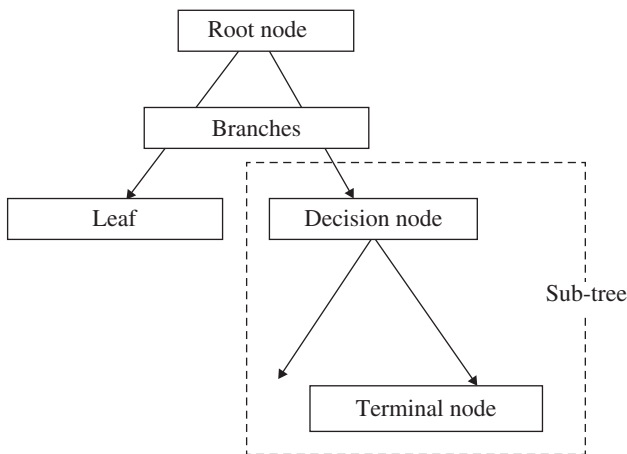 Root node
Branches
Leaf
Decision node
Sub-tree
Terminal node